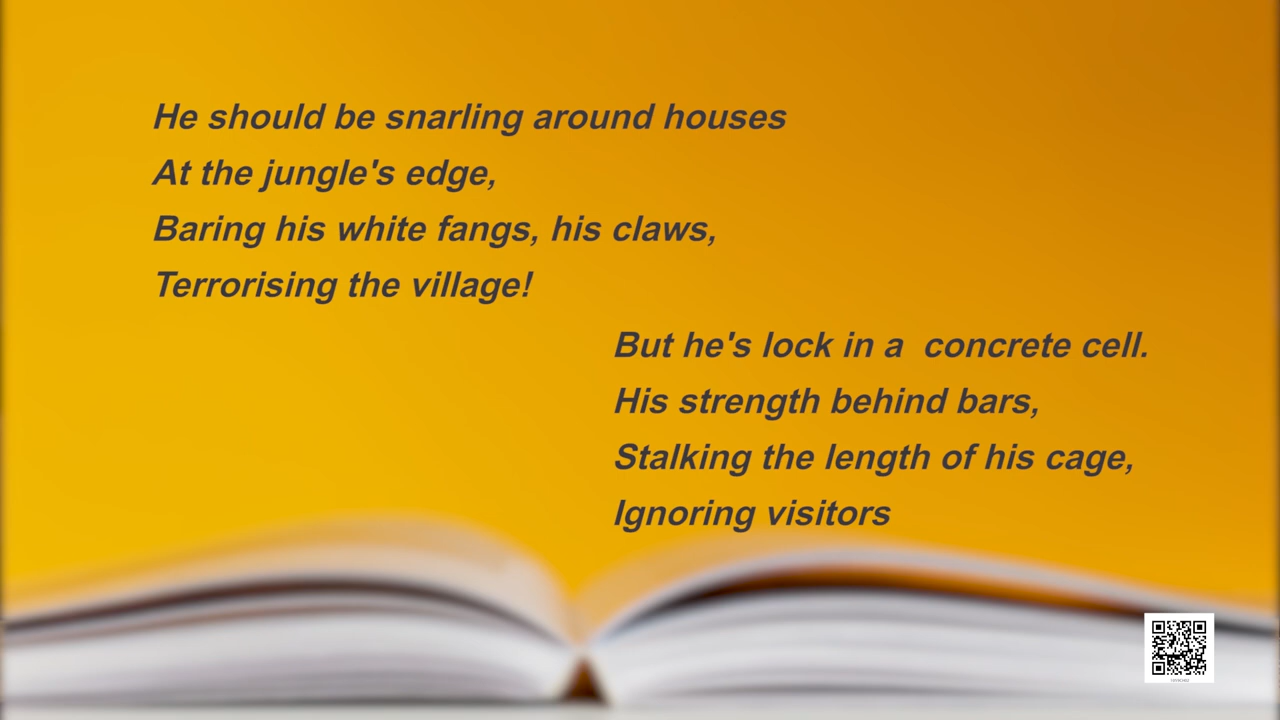 He should be snarling around houses
At the jungle's edge,
Baring his white fangs, his claws,
Terrorising the village!
But he's lock in a  concrete cell.
His strength behind bars,
Stalking the length of his cage,
Ignoring visitors